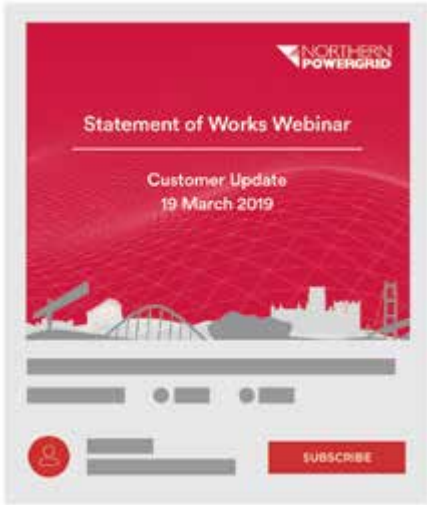 NORTHERN
POWERGRID
Statement of Works Webinar
Customer Update
19 March 2019
SUBSCRIBE